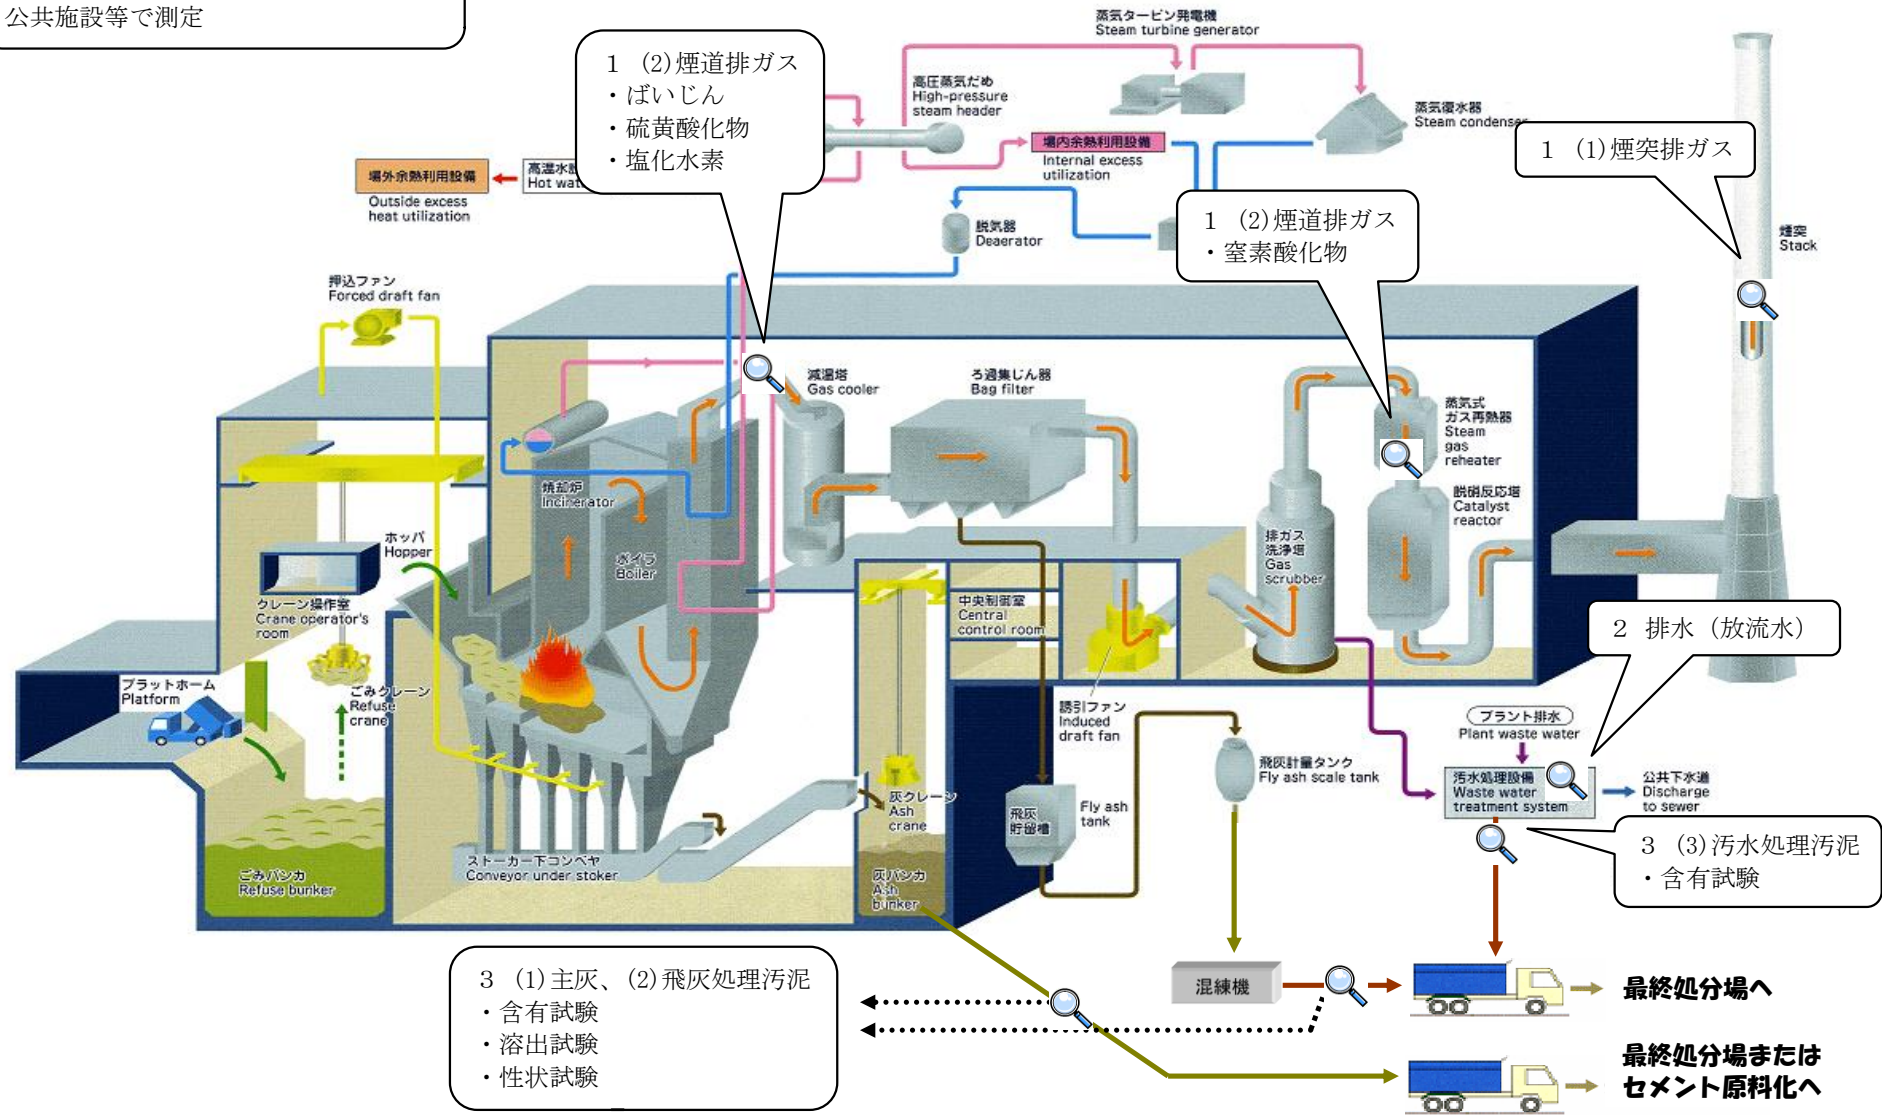 公共施設等で測定
蒸気タービン発電機
Steam turbine generator
1 (2)煙道排ガス
・ばいじん
・硫黄酸化物
・塩化水素
高圧蒸気だめ
High-pressure
steam header
蒸気復水器
Steam condenser
1 (1)煙突排ガス
場内余熱利用設備
Internal excess
utilization
場外余熱利用設備
Outside excess
heat utilization
高温水
Hot
脱気器
Deaerator
1 (2)煙道排ガス
・窒素酸化物
煙突
Stack
押込ファン
Forced draft fan
減温塔
Gas cooler
ろ過集じん器
Bag filter
蒸気式
ガス再熱器
Steam
gas
reheater
焼却炉
Incinerator
脱硝反応塔
Catalyst
reactor
ホッパ
Hopper
ボイラ
Boiler
排ガス
洗浄塔
Gas
scrubber
クレーン操作室
Crane operator's
room
中央制御室
Central
control room
2 排水（放流水）
プラットホーム
Platform
ごみクレーン
Refuse
crane
誘引ファン
Induced
draft fan
プラント排水
Plant waste water
飛灰計量タンク
Fly ash scale tank
汚水処理設備
Waste water
treatment system
公共下水道
Discharge
to sewer
灰クレーン
Ash
crane
飛灰
貯留槽
Fly ash
tank
3 (3)汚水処理汚泥
・含有試験
ごみバンカ
Refuse bunker
ストーカー下コンベヤ
Conveyor under stoker
灰バンカ
Ash
bunker
3 (1)主灰、(2)飛灰処理汚泥
・含有試験
・溶出試験
・性状試験
混練機
最終処分場へ
最終処分場または
セメント原料化へ